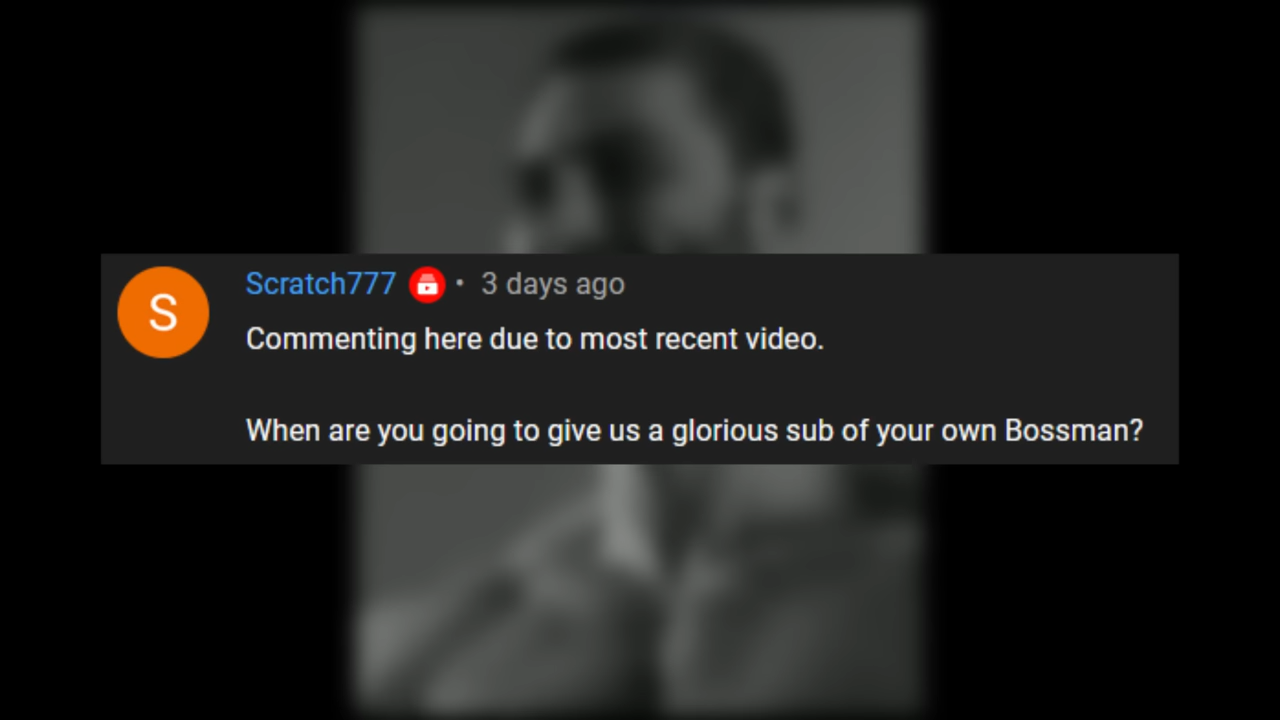 S
Scratch777 • 3 days ago
Commenting here due to most recent video.
When are you going to give us a glorious sub of your own Bossman?